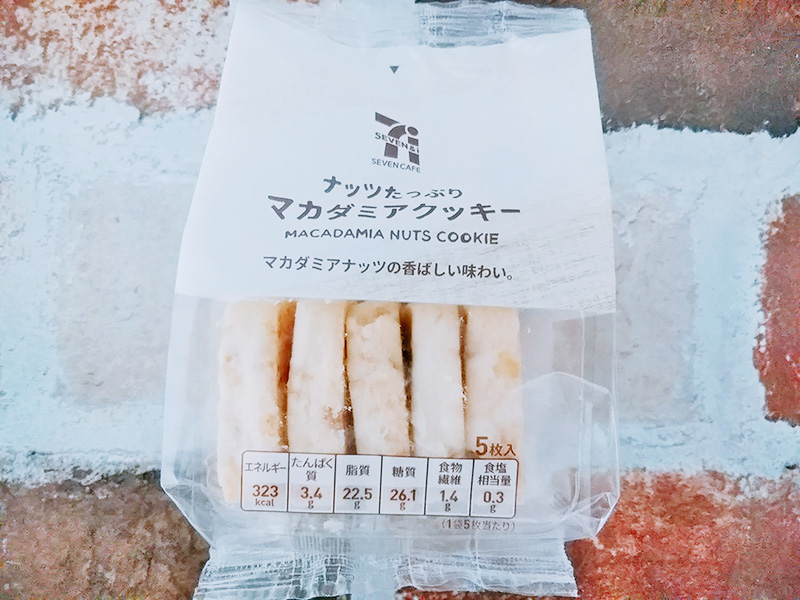 SEVEN&i
SEVEN CAFÉ
ナッツたっぷり
マカダミアクッキー
MACADAMIA NUTS COOKIE
マカダミアナッツの香ばしい味わい。
5枚入
エネルギー 323 kcal
たんぱく質 3.4 g
脂質 22.5 g
糖質 26.1 g
食物繊維 1.4 g
食塩相当量 0.3 g
(1袋5枚当たり)